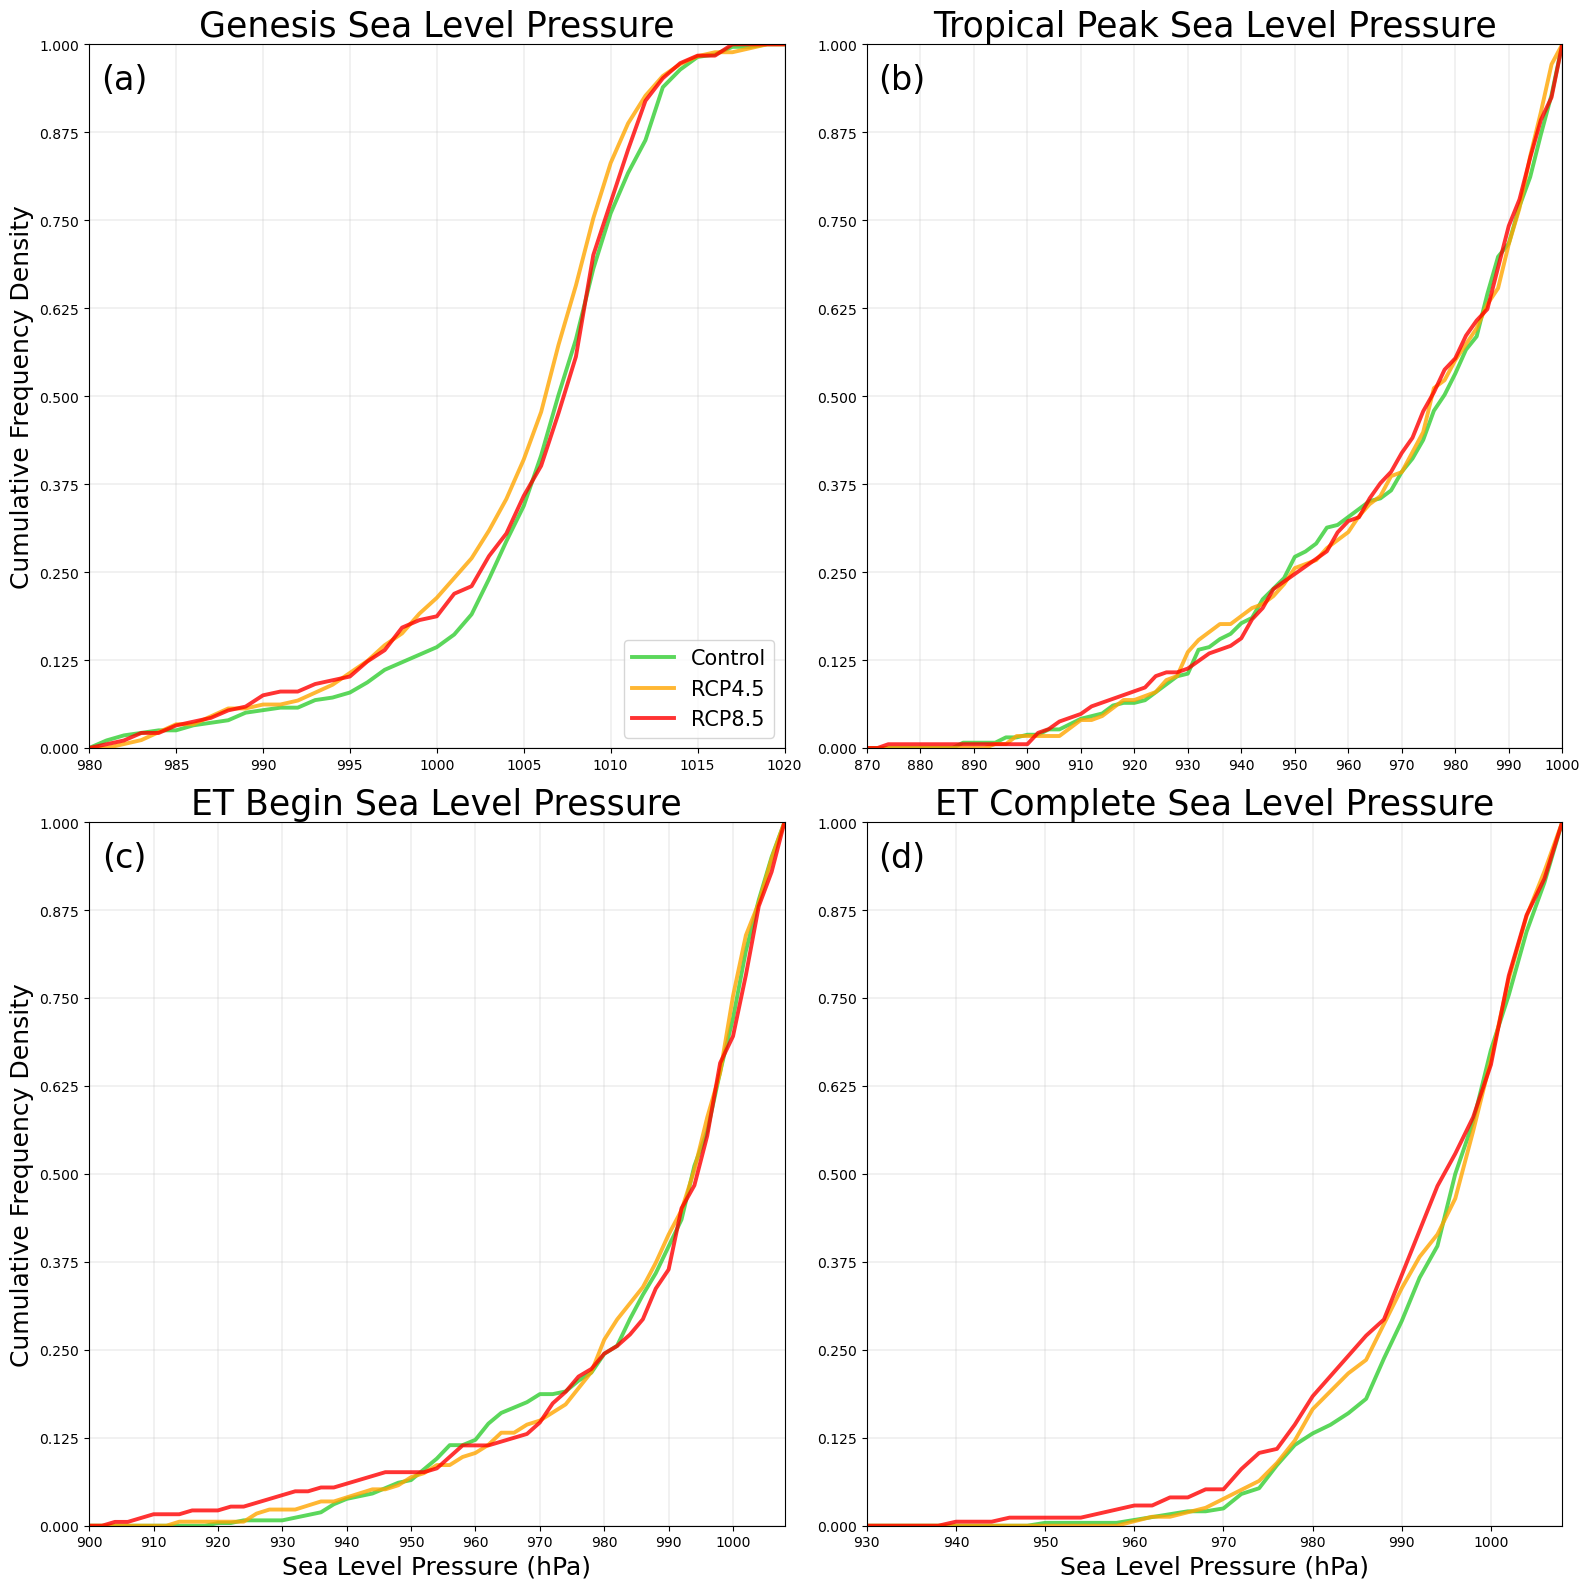 Genesis Sea Level Pressure
Tropical Peak Sea Level Pressure
(a)
(b)
Cumulative Frequency Density
1.000
0.875
0.750
0.625
0.500
0.375
0.250
0.125
0.000
1.000
0.875
0.750
0.625
0.500
0.375
0.250
0.125
0.000
Control
RCP4.5
RCP8.5
980 985 990 995 1000 1005 1010 1015 1020
870 880 890 900 910 920 930 940 950 960 970 980 990 1000
ET Begin Sea Level Pressure
ET Complete Sea Level Pressure
(c)
(d)
Cumulative Frequency Density
1.000
0.875
0.750
0.625
0.500
0.375
0.250
0.125
0.000
1.000
0.875
0.750
0.625
0.500
0.375
0.250
0.125
0.000
900 910 920 930 940 950 960 970 980 990 1000
930 940 950 960 970 980 990 1000
Sea Level Pressure (hPa)
Sea Level Pressure (hPa)